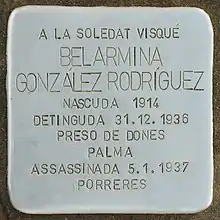 A LA SOLEDAT VISQUÉ
BELARMINA
GONZÁLEZ RODRÍGUEZ
NASCUDA 1914
DETINGUDA 31.12.1936
PRESÓ DE DONES
PALMA
ASSASSINADA 5.1.1937
PORRERES